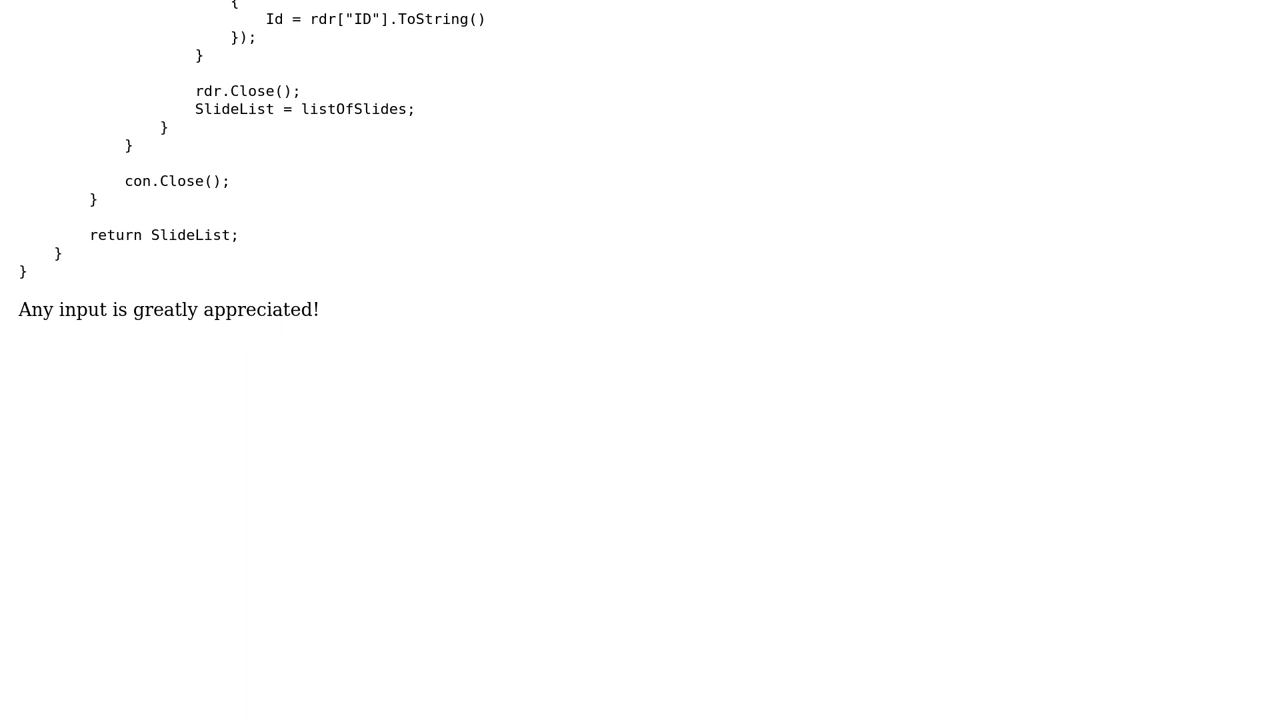 {
Id = rdr["ID"].ToString()
});
}
rdr.Close();
SlideList = listOfSlides;
}
}
con.Close();
}
return SlideList;
}
}
Any input is greatly appreciated!